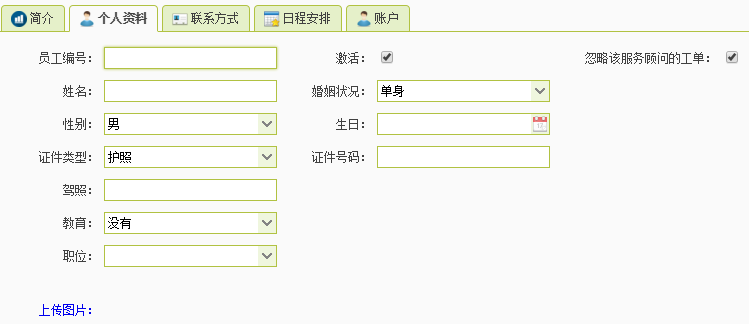 简介 个人资料 联系方式 日程安排 账户
员工编号： 激活： 忽略该服务顾问的工单：
姓名： 婚姻状况： 单身
性别： 男 生日：
证件类型： 护照 证件号码：
驾照：
教育： 没有
职位：
上传图片：